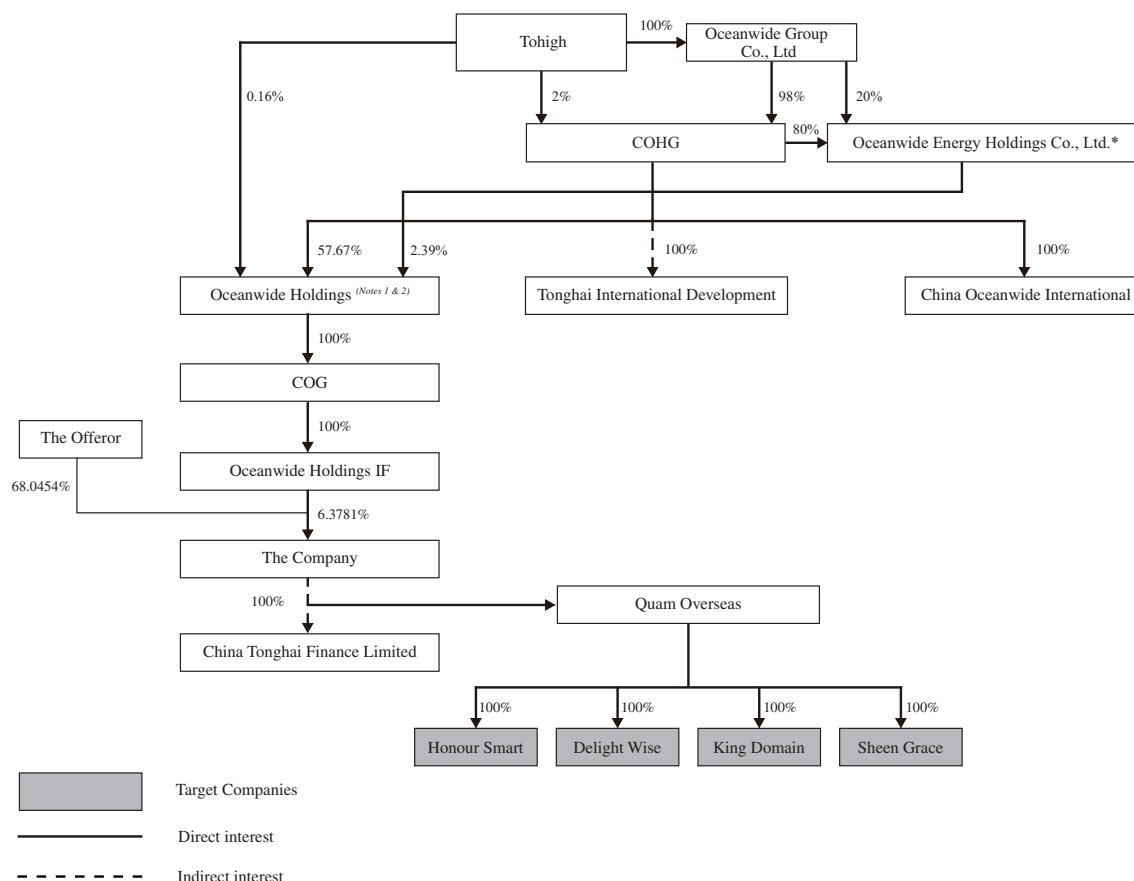 Tohigh
100%
Oceanwide Group
Co., Ltd
0.16%
2%
98%
20%
COHG
80%
Oceanwide Energy Holdings Co., Ltd.*
57.67%
2.39%
100%
100%
Oceanwide Holdings (Notes 1 & 2)
Tonghai International Development
China Oceanwide International
100%
COG
The Offeror
100%
Oceanwide Holdings IF
68.0454%
6.3781%
The Company
100%
Quam Overseas
China Tonghai Finance Limited
100%
100%
100%
100%
Honour Smart
Delight Wise
King Domain
Sheen Grace
Target Companies
Direct interest
Indirect interest